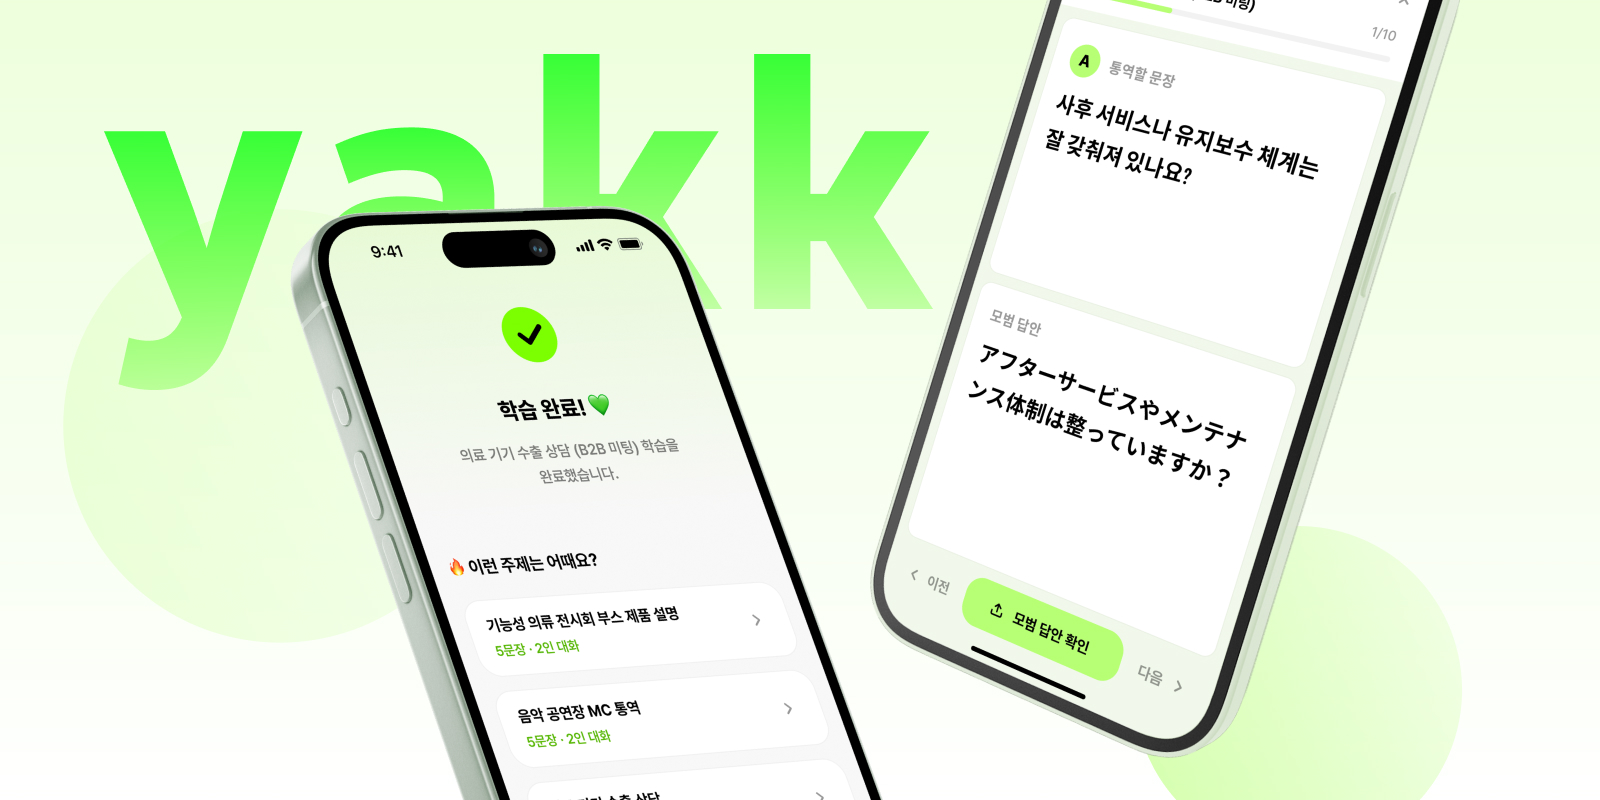 yakk
9:41
학습 완료! 💚
의료 기기 수출 상담 (B2B 미팅) 학습을
완료했습니다.
🔥 이런 주제는 어때요?
기능성 의류 전시회 부스 제품 설명
5문장 · 2인 대화
음악 공연장 MC 통역
5문장 · 2인 대화
수출 상담
미팅)
1/10
A 통역할 문장
사후 서비스나 유지보수 체계는
잘 갖춰져 있나요?
모범 답안
アフターサービスやメンテナ
ンス体制は整っていますか？
이전
모범 답안 확인
다음